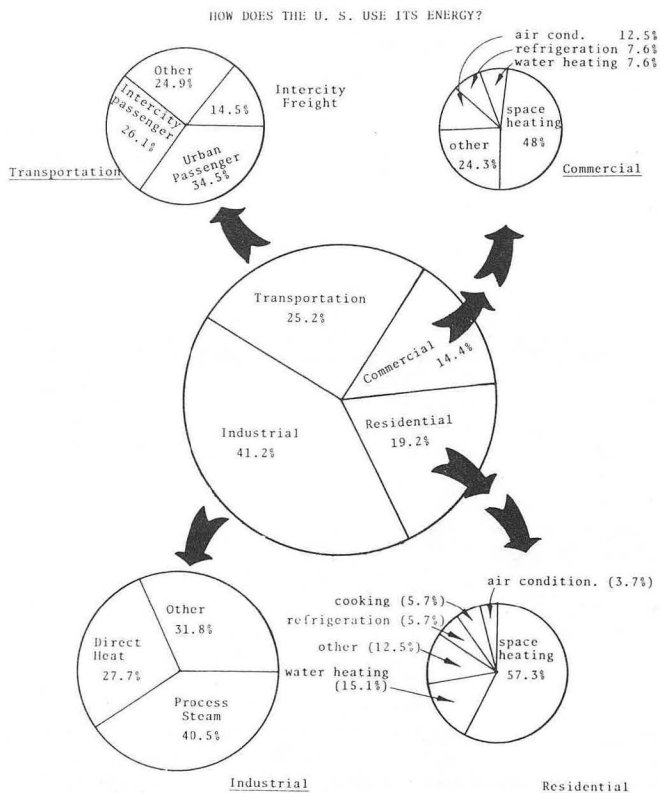 HOW DOES THE U. S. USE ITS ENERGY?
Other
24.9%
14.5%
Intercity
Freight
Intercity
passenger
26.1%
Urban
Passenger
34.5%
Transportation
air cond. 12.5%
refrigeration 7.6%
water heating 7.6%
space
heating
48%
other
24.3%
Commercial
Transportation
25.2%
Commercial
14.4%
Industrial
41.2%
Residential
19.2%
Other
31.8%
Direct
Heat
27.7%
Process
Steam
40.5%
Industrial
air condition. (3.7%)
cooking (5.7%)
refrigeration (5.7%)
other (12.5%)
water heating
(15.1%)
space
heating
57.3%
Residential